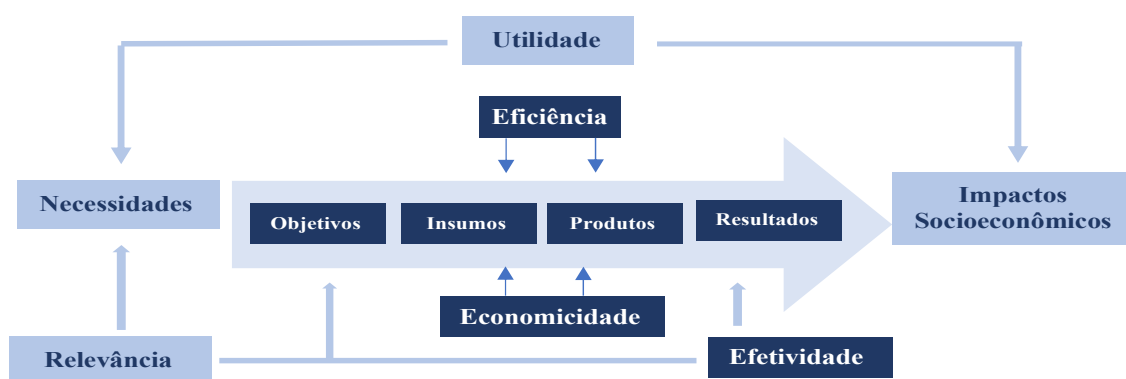 Utilidade
Eficiência
Necessidades
Objetivos
Insumos
Produtos
Resultados
Impactos
Socioeconômicos
Economicidade
Relevância
Efetividade